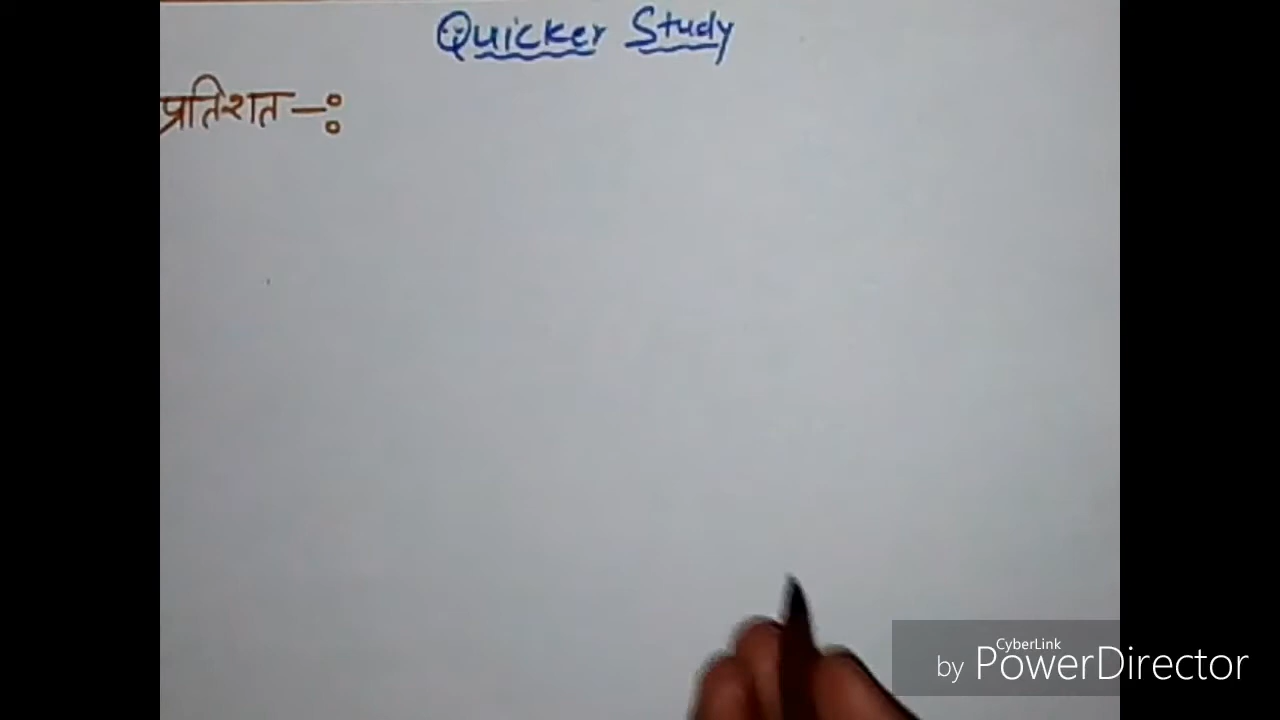 Quicker Study
प्रतिशत —:
CyberLink
by PowerDirector